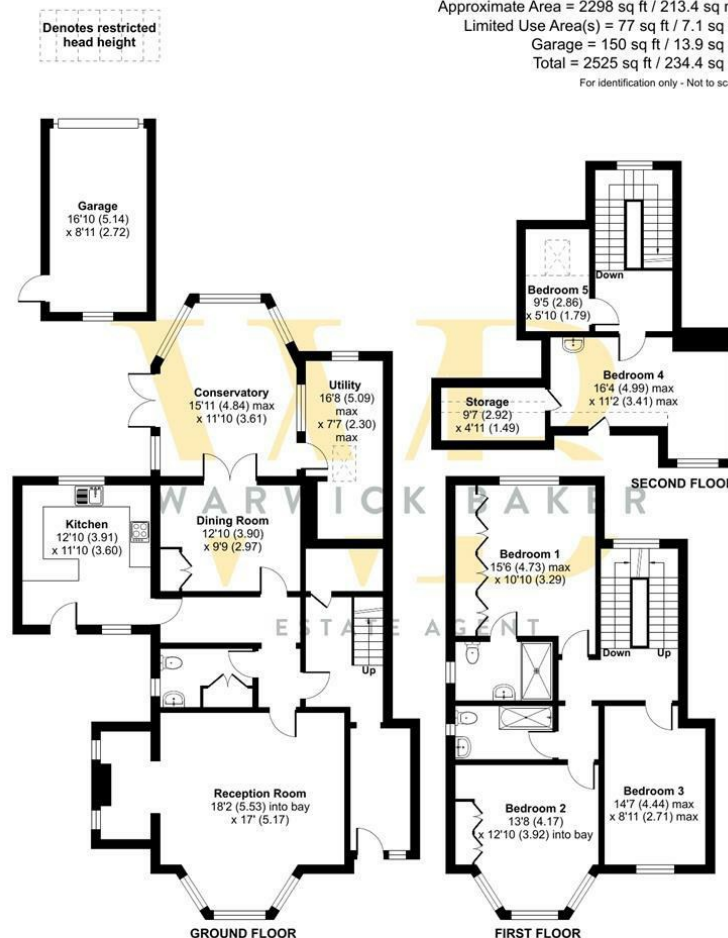 Denotes restricted
head height
Approximate Area = 2298 sq ft / 213.4 sq m
Limited Use Area(s) = 77 sq ft / 7.1 sq
Garage = 150 sq ft / 13.9 sq
Total = 2525 sq ft / 234.4 sq
For identification only - Not to sc
Garage
16'10 (5.14)
x 8'11 (2.72)
Down
Bedroom 5
9'5 (2.86)
x 5'10 (1.79)
Bedroom 4
16'4 (4.99) max
x 11'2 (3.41) max
Storage
9'7 (2.92)
x 4'11 (1.49)
SECOND FLOOR
Conservatory
15'11 (4.84) max
x 11'10 (3.61)
Utility
16'8 (5.09)
max
x 7'7 (2.30)
max
WARWICK BAKER
ESTATE AGENT
Kitchen
12'10 (3.91)
x 11'10 (3.60)
Dining Room
12'10 (3.90)
x 9'9 (2.97)
Up
Reception Room
18'2 (5.53) into bay
x 17' (5.17)
GROUND FLOOR
Bedroom 1
15'6 (4.73) max
x 10'10 (3.29)
Down
Up
Bedroom 2
13'8 (4.17)
x 12'10 (3.92) into bay
Bedroom 3
14'7 (4.44) max
x 8'11 (2.71) max
FIRST FLOOR